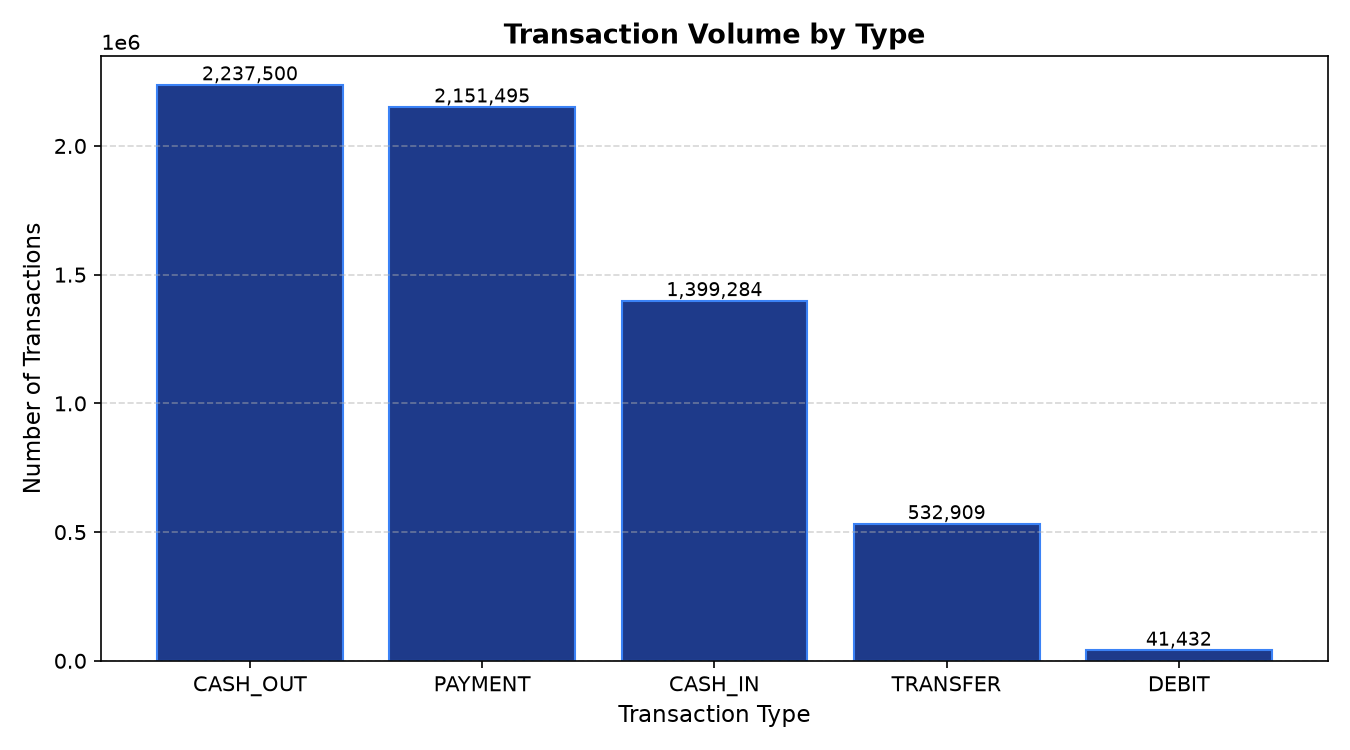 Transaction Volume by Type
1e6
2,237,500
2,151,495
2.0
1.5
1,399,284
1.0
532,909
0.5
41,432
0.0
Number of Transactions
CASH_OUT PAYMENT CASH_IN TRANSFER DEBIT
Transaction Type